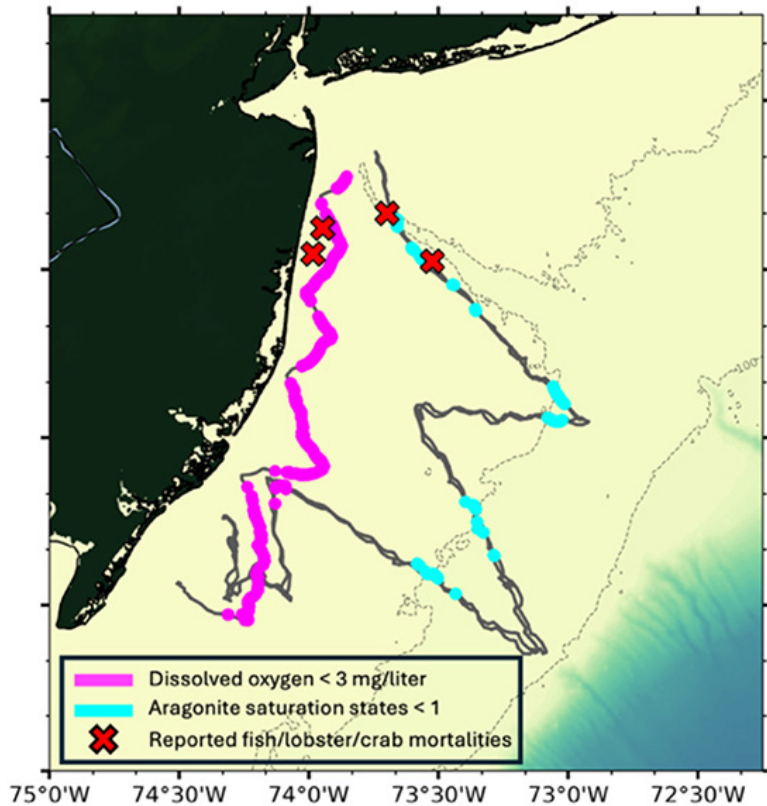 100
Dissolved oxygen < 3 mg/liter
Aragonite saturation states < 1
Reported fish/lobster/crab mortalities
75°0'W 74°30'W 74°0'W 73°30'W 73°0'W 72°30'W